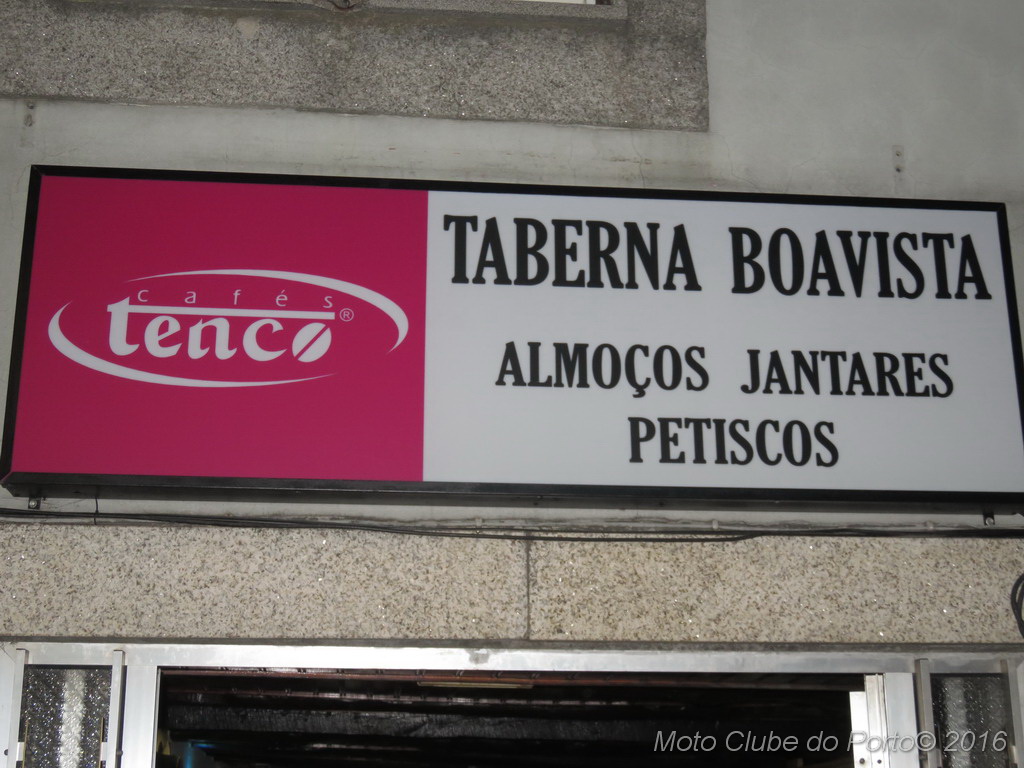 cafés
tenco®
TABERNA BOAVISTA
ALMOÇOS JANTARES
PETISCOS
Moto Clube do Porto© 2016